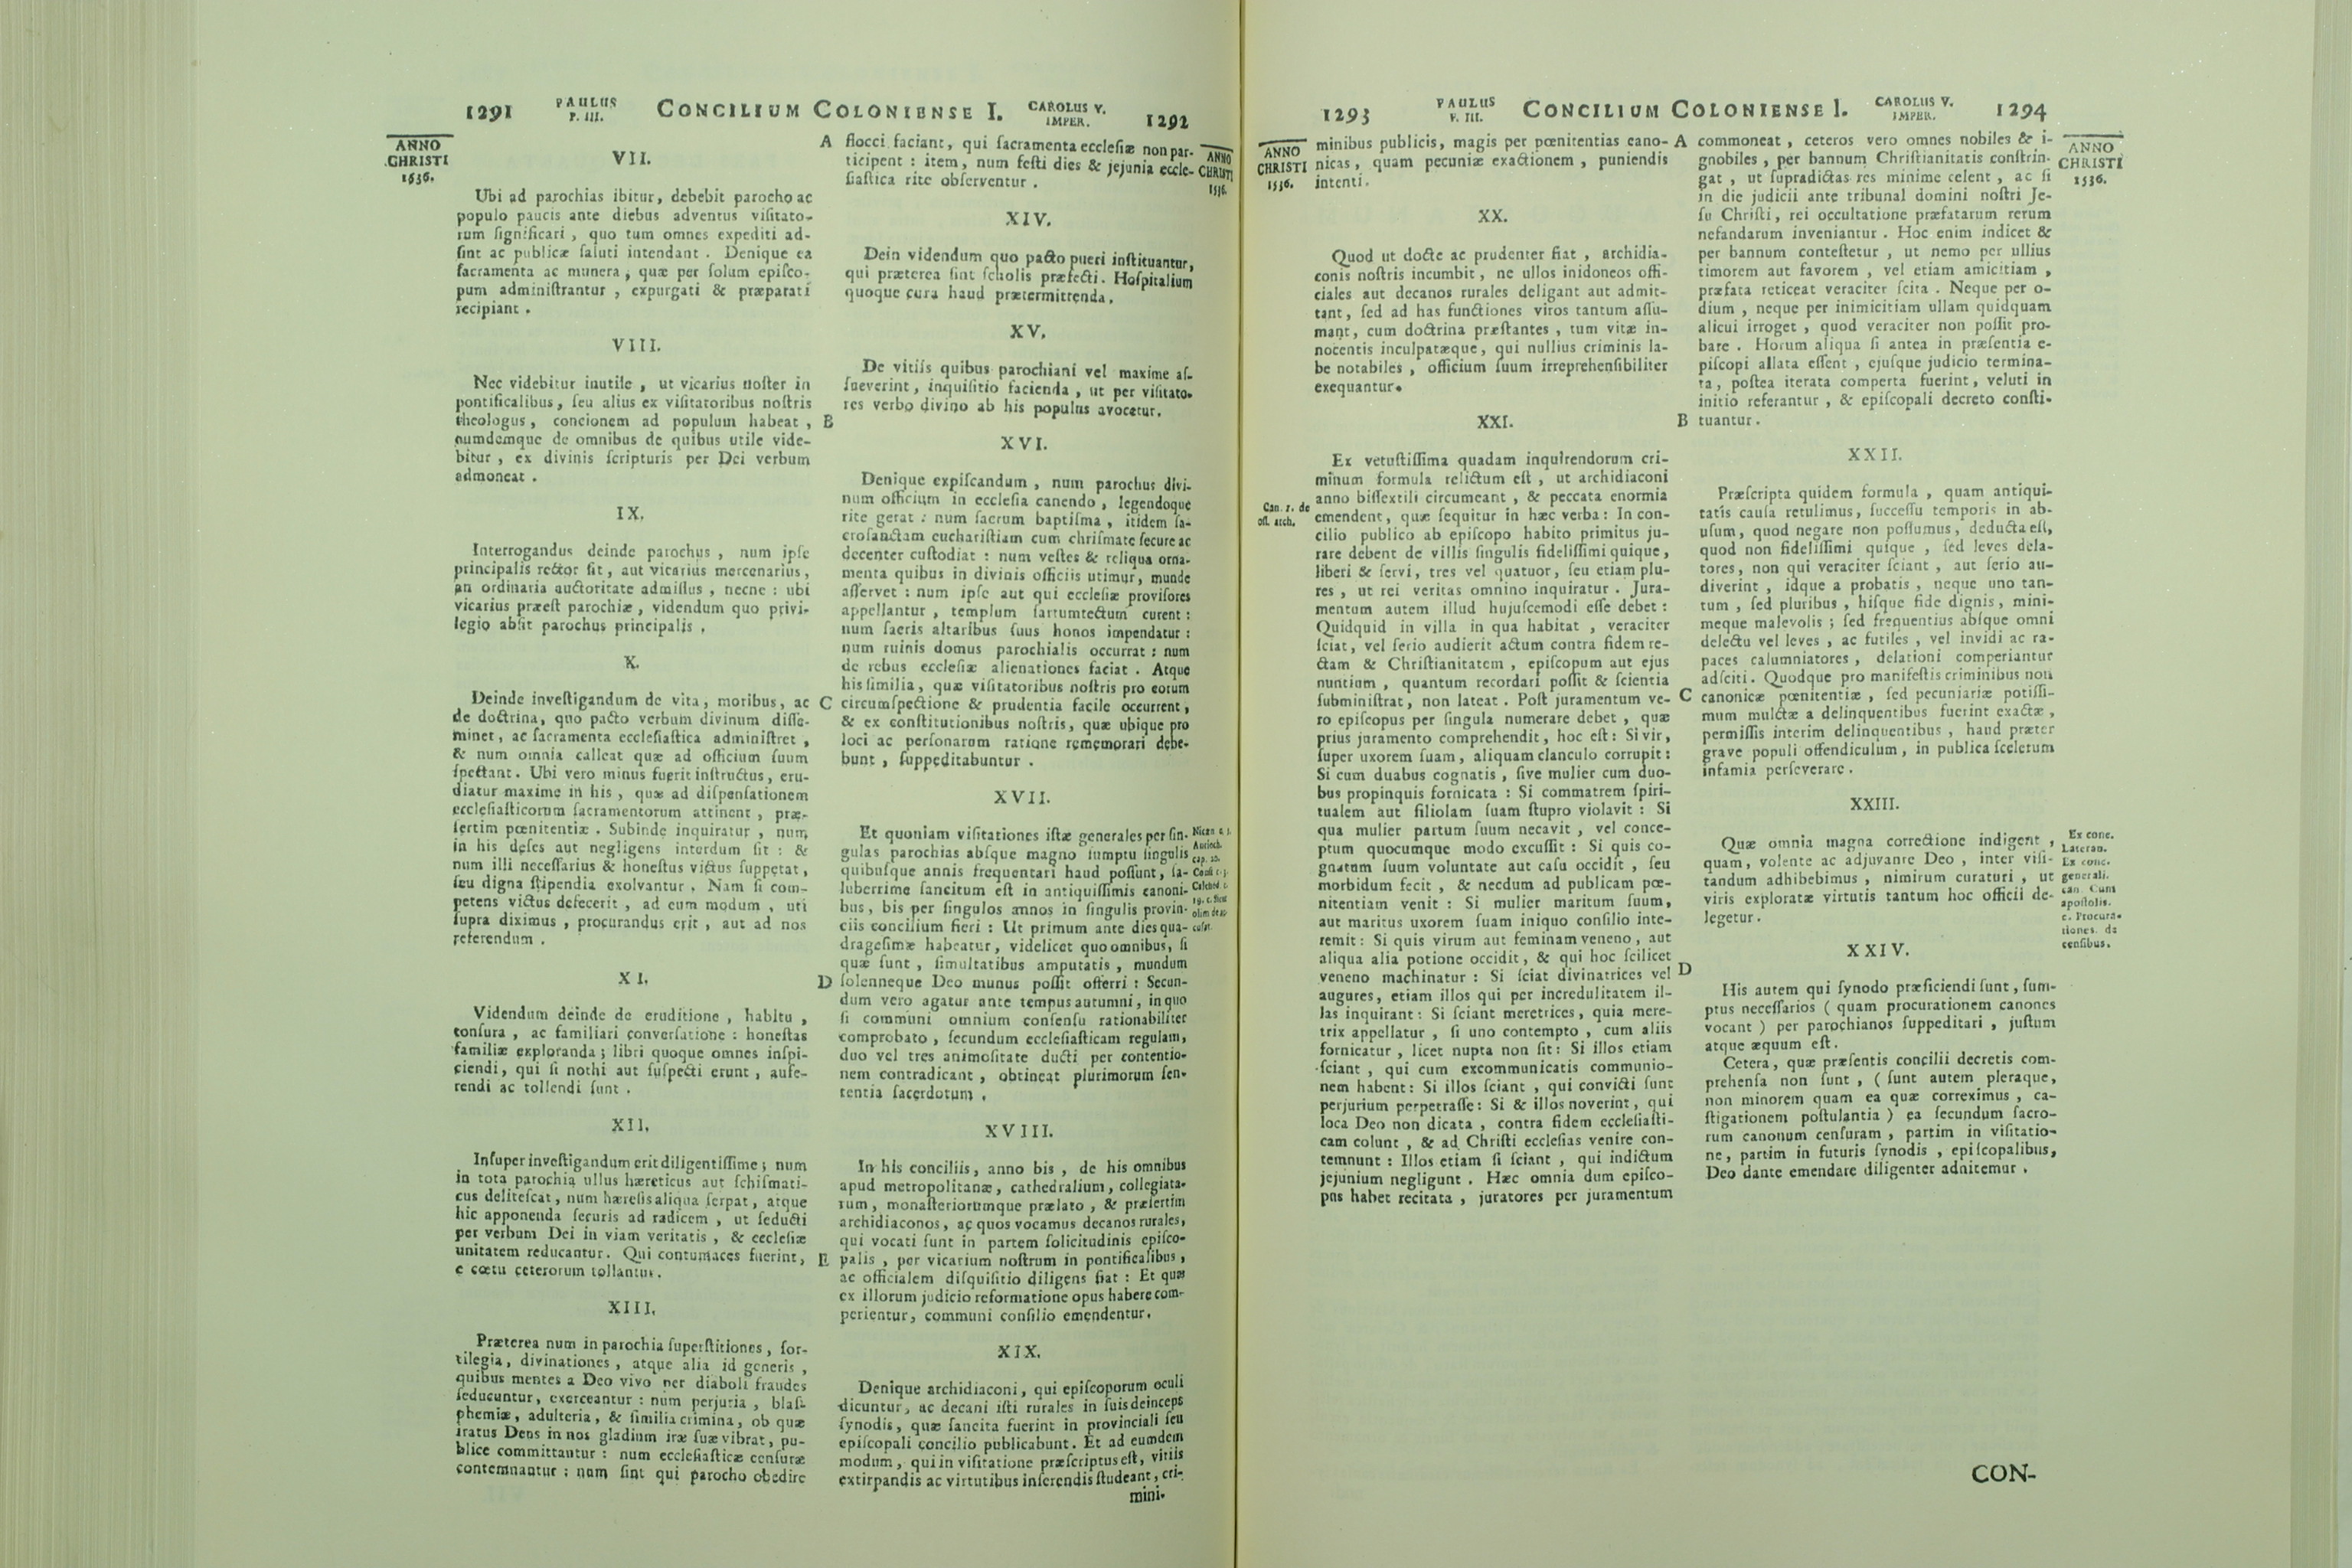 1291 PAULUS P. III. CONCILIUM COLONIENSE I. CAROLUS V. IMPER. 1292
ANNO
CHRISTI
1536.
VII.
Ubi ad parochias ibitur, debebit parocho ac
populo paucis ante diebus adventus viſitato-
rum ſignificari, quo tum omnes expediti ad-
ſint ac publicæ ſaluti intendant. Denique ea
ſacramenta ac munera, quæ per ſolum epiſco-
pum adminiſtrantur, expurgati & præparati
recipiant.
VIII.
Nec videbitur inutile, ut vicarius noſter in
pontificalibus, ſeu alius ex viſitatoribus noſtris
theologus, concionem ad populum habeat,
eumdemque de omnibus de quibus utile vide-
bitur, ex divinis ſcripturis per Dei verbum
admoneat.
IX.
Interrogandus deinde parochus, num ipſe
principalis rector ſit, aut vicarius mercenarius,
an ordinaria auctoritate admiſſus, necne: ubi
vicarius præeſt parochiæ, videndum quo privi-
legio abſit parochus principalis.
X.
Deinde inveſtigandum de vita, moribus, ac
de doctrina, quo pacto verbum divinum diſſe-
minet, ac ſacramenta eccleſiaſtica adminiſtret,
& num omnia calleat quæ ad officium ſuum
ſpectant. Ubi vero minus fuerit inſtructus, eru-
diatur maxime in his, quæ ad diſpenſationem
eccleſiaſticorum ſacramentorum attinent, præ-
ſertim pœnitentiæ. Subinde inquiratur, num
in his deſes aut negligens interdum ſit: &
num illi neceſſarius & honeſtus victus ſuppetat,
ſeu digna ſtipendia exolvantur. Nam ſi com-
petens victus defecerit, ad eum modum, uti
ſupra diximus, procurandus erit, aut ad nos
referendum.
XI.
Videndum deinde de eruditione, habitu,
tonſura, ac familiari converſatione: honeſtas
familiæ exploranda; libri quoque omnes inſpi-
ciendi, qui ſi nothi aut ſuſpecti erunt, aufe-
rendi ac tollendi ſunt.
XII.
Inſuper inveſtigandum erit diligentiſſime; num
in tota parochia ullus hæreticus aut ſchiſmati-
cus deliteſcat, num hæreſis aliqua ſerpat, atque
hic apponenda ſecuris ad radicem, ut ſeducti
per verbum Dei in viam veritatis, & eccleſiæ
unitatem reducantur. Qui contumaces fuerint,
e cœtu ceterorum tollantur.
XIII.
Præterea num in parochia ſuperſtitiones, ſor-
tilegia, divinationes, atque alia id generis,
quibus mentes a Deo vivo per diaboli fraudes
ſeducuntur, exerceantur: num perjuria, blaſ-
phemiæ, adulteria, & ſimilia crimina, ob quæ
iratus Deus in nos gladium iræ ſuæ vibrat, pu-
blice committantur: num eccleſiaſticæ cenſuræ
contemnantur: num ſint qui parocho obedire
A
B
C
D
E
flocci faciant, qui ſacramenta eccleſiæ non par-
ticipent: item, num feſti dies & jejunia eccle-
ſiaſtica rite obſerventur.
ANNO
CHRISTI
1536.
XIV.
Dein videndum quo pacto pueri inſtituantur,
qui præterea ſint ſcholis præfecti. Hoſpitalium
quoque cura haud prætermittenda.
XV.
De vitiis quibus parochiani vel maxime aſ-
ſueverint, inquiſitio facienda, ut per viſitato-
res verbo divino ab his populus avocetur.
XVI.
Denique expiſcandum, num parochus divi-
num officium in eccleſia canendo, legendoque
rite gerat: num ſacrum baptiſma, itidem ſa-
croſanctam euchariſtiam cum chriſmate ſecure ac
decenter cuſtodiat: num veſtes & reliqua orna-
menta quibus in divinis officiis utimur, munde
aſſervet: num ipſe aut qui eccleſiæ proviſores
appellantur, templum ſartumtectum curent:
num ſacris altaribus ſuus honos impendatur:
num ruinis domus parochialis occurrat: num
de rebus eccleſiæ alienationes faciat. Atque
his ſimilia, quæ viſitatoribus noſtris pro eorum
circumſpectione & prudentia facile occurrent,
& ex conſtitutionibus noſtris, quæ ubique pro
loci ac perſonarum ratione rememorari debe-
bunt, ſuppeditabuntur.
XVII.
Et quoniam viſitationes iſtæ generales per ſin-
gulas parochias abſque magno ſumptu ſingulis
quibuſque annis frequentari haud poſſunt, ſa-
luberrime ſancitum eſt in antiquiſſimis canoni-
bus, bis per ſingulos annos in ſingulis provin-
ciis concilium fieri: Ut primum ante dies qua-
drageſimæ habeatur, videlicet quo omnibus, ſi
quæ ſunt, ſimultatibus amputatis, mundum
ſolenneque Deo munus poſſit offerri: Secun-
dum vero agatur ante tempus autumni, in quo
ſi communi omnium conſenſu rationabiliter
comprobato, ſecundum eccleſiaſticam regulam,
duo vel tres animoſitate ducti per contentio-
nem contradicant, obtineat plurimorum ſen-
tentia ſacerdotum.
Antioch.
cap. 20.
XVIII.
In his conciliis, anno bis, de his omnibus
apud metropolitanæ, cathedralium, collegiata-
rum, monaſteriorumque prælato, & præſertim
archidiaconos, ac quos vocamus decanos rurales,
qui vocati ſunt in partem ſolicitudinis epiſco-
palis, per vicarium noſtrum in pontificalibus,
ac officialem diſquiſitio diligens fiat: Et quæ
ex illorum judicio reformatione opus habere com-
perientur, communi conſilio emendentur.
XIX.
Denique archidiaconi, qui epiſcoporum oculi
dicuntur, ac decani iſti rurales in ſuis deinceps
ſynodis, quæ ſancita fuerint in provinciali ſeu
epiſcopali concilio publicabunt. Et ad eumdem
modum, qui in viſitatione præſcriptus eſt, vitiis
extirpandis ac virtutibus inſerendis ſtudeant, cri-
mini-
1293 PAULUS P. III. CONCILIUM COLONIENSE I. CAROLUS V. IMPER. 1294
ANNO
CHRISTI
1536.
minibus publicis, magis per pœnitentias cano-
nicas, quam pecuniæ exactionem, puniendis
intenti.
XX.
Quod ut docte ac prudenter fiat, archidia-
conis noſtris incumbit, ne ullos inidoneos offi-
ciales aut decanos rurales deligant aut admit-
tant, ſed ad has functiones viros tantum aſſu-
mant, cum doctrina præſtantes, tum vitæ in-
nocentis inculpatæque, qui nullius criminis la-
be notabiles, officium ſuum irreprehenſibiliter
exequantur.
XXI.
Can. 1. de
off. arch.
Ex vetuſtiſſima quadam inquirendorum cri-
minum formula relictum eſt, ut archidiaconi
anno biſſextili circumeant, & peccata enormia
emendent, quæ ſequitur in hæc verba: In con-
cilio publico ab epiſcopo habito primitus ju-
rare debent de villis ſingulis fideliſſimi quique,
liberi & ſervi, tres vel quatuor, ſeu etiam plu-
res, ut rei veritas omnino inquiratur. Jura-
mentum autem illud hujuſcemodi eſſe debet:
Quidquid in villa in qua habitat, veraciter
ſciat, vel ſerio audierit actum contra fidem re-
ctam & Chriſtianitatem, epiſcopum aut ejus
nuntium, quantum recordari poſſit & ſcientia
ſubminiſtrat, non lateat. Poſt juramentum ve-
ro epiſcopus per ſingula numerare debet, quæ
prius juramento comprehendit, hoc eſt: Si vir,
ſuper uxorem ſuam, aliquam clanculo corrupit:
Si cum duabus cognatis, ſive mulier cum duo-
bus propinquis fornicata: Si commatrem ſpiri-
tualem aut filiolam ſuam ſtupro violavit: Si
qua mulier partum ſuum necavit, vel conce-
ptum quocumque modo excuſſit: Si quis co-
gnatum ſuum voluntate aut caſu occidit, ſeu
morbidum fecit, & necdum ad publicam pœ-
nitentiam venit: Si mulier maritum ſuum,
aut maritus uxorem ſuam iniquo conſilio inte-
remit: Si quis virum aut feminam veneno, aut
aliqua alia potione occidit, & qui hoc ſcilicet
veneno machinatur: Si ſciat divinatrices vel
augures, etiam illos qui per incredulitatem il-
las inquirant: Si ſciant meretrices, quia mere-
trix appellatur, ſi uno contempto, cum aliis
fornicatur, licet nupta non ſit: Si illos etiam
ſciant, qui cum excommunicatis communio-
nem habent: Si illos ſciant, qui convicti ſunt
perjurium perpetraſſe: Si & illos noverint, qui
loca Deo non dicata, contra fidem eccleſiaſti-
cam colunt, & ad Chriſti eccleſias venire con-
temnunt: Illos etiam ſi ſciant, qui indictum
jejunium negligunt. Hæc omnia dum epiſco-
pus habet recitata, juratores per juramentum
A
B
C
D
commoneat, ceteros vero omnes nobiles & i-
gnobiles, per bannum Chriſtianitatis conſtrin-
gat, ut ſupradictas res minime celent, ac ſi
in die judicii ante tribunal domini noſtri Je-
ſu Chriſti, rei occultatione præfatarum rerum
nefandarum inveniantur. Hoc enim indicet &
per bannum conteſtetur, ut nemo per ullius
timorem aut favorem, vel etiam amicitiam,
præfata reticeat veraciter ſcita. Neque per o-
dium, neque per inimicitiam ullam quidquam
alicui irroget, quod veraciter non poſſit pro-
bare. Horum aliqua ſi antea in præſentia e-
piſcopi allata eſſent, ejuſque judicio termina-
ta, poſtea iterata comperta fuerint, veluti in
initio referantur, & epiſcopali decreto conſti-
tuantur.
ANNO
CHRISTI
1536.
XXII.
Præſcripta quidem formula, quam antiqui-
tatis cauſa retulimus, ſucceſſu temporis in ab-
uſum, quod negare non poſſumus, deducta eſt,
quod non fideliſſimi quique, ſed leves dela-
tores, non qui veraciter ſciant, aut ſerio au-
diverint, idque a probatis, neque uno tan-
tum, ſed pluribus, hiſque fide dignis, mini-
meque malevolis; ſed frequentius abſque omni
delectu vel leves, ac futiles, vel invidi ac ra-
paces calumniatores, delationi comperiantur
adſciti. Quodque pro manifeſtis criminibus non
canonicæ pœnitentiæ, ſed pecuniariæ potiſſi-
mum mulctæ a delinquentibus fuerint exactæ,
permiſſis interim delinquentibus, haud præter
grave populi offendiculum, in publica ſcelerum
infamia perſeverare.
XXIII.
Quæ omnia magna correctione indigent,
quam, volente ac adjuvante Deo, inter viſi-
tandum adhibebimus, nimirum curaturi, ut
viris exploratæ virtutis tantum hoc officii de-
legetur.
Ex conc.
Lateran.
Ex conc.
generali.
can. Cum
apoſtolis.
c. Procura-
tiones. de
cenſibus.
XXIV.
His autem qui ſynodo præficiendi ſunt, ſum-
ptus neceſſarios (quam procurationem canones
vocant) per parochianos ſuppeditari, juſtum
atque æquum eſt.
Cetera, quæ præſentis concilii decretis com-
prehenſa non ſunt, (ſunt autem pleraque,
non minorem quam ea quæ correximus, ca-
ſtigationem poſtulantia) ea ſecundum ſacro-
rum canonum cenſuram, partim in viſitatio-
ne, partim in futuris ſynodis, epiſcopalibus,
Deo dante emendare diligenter adnitemur.
CON-